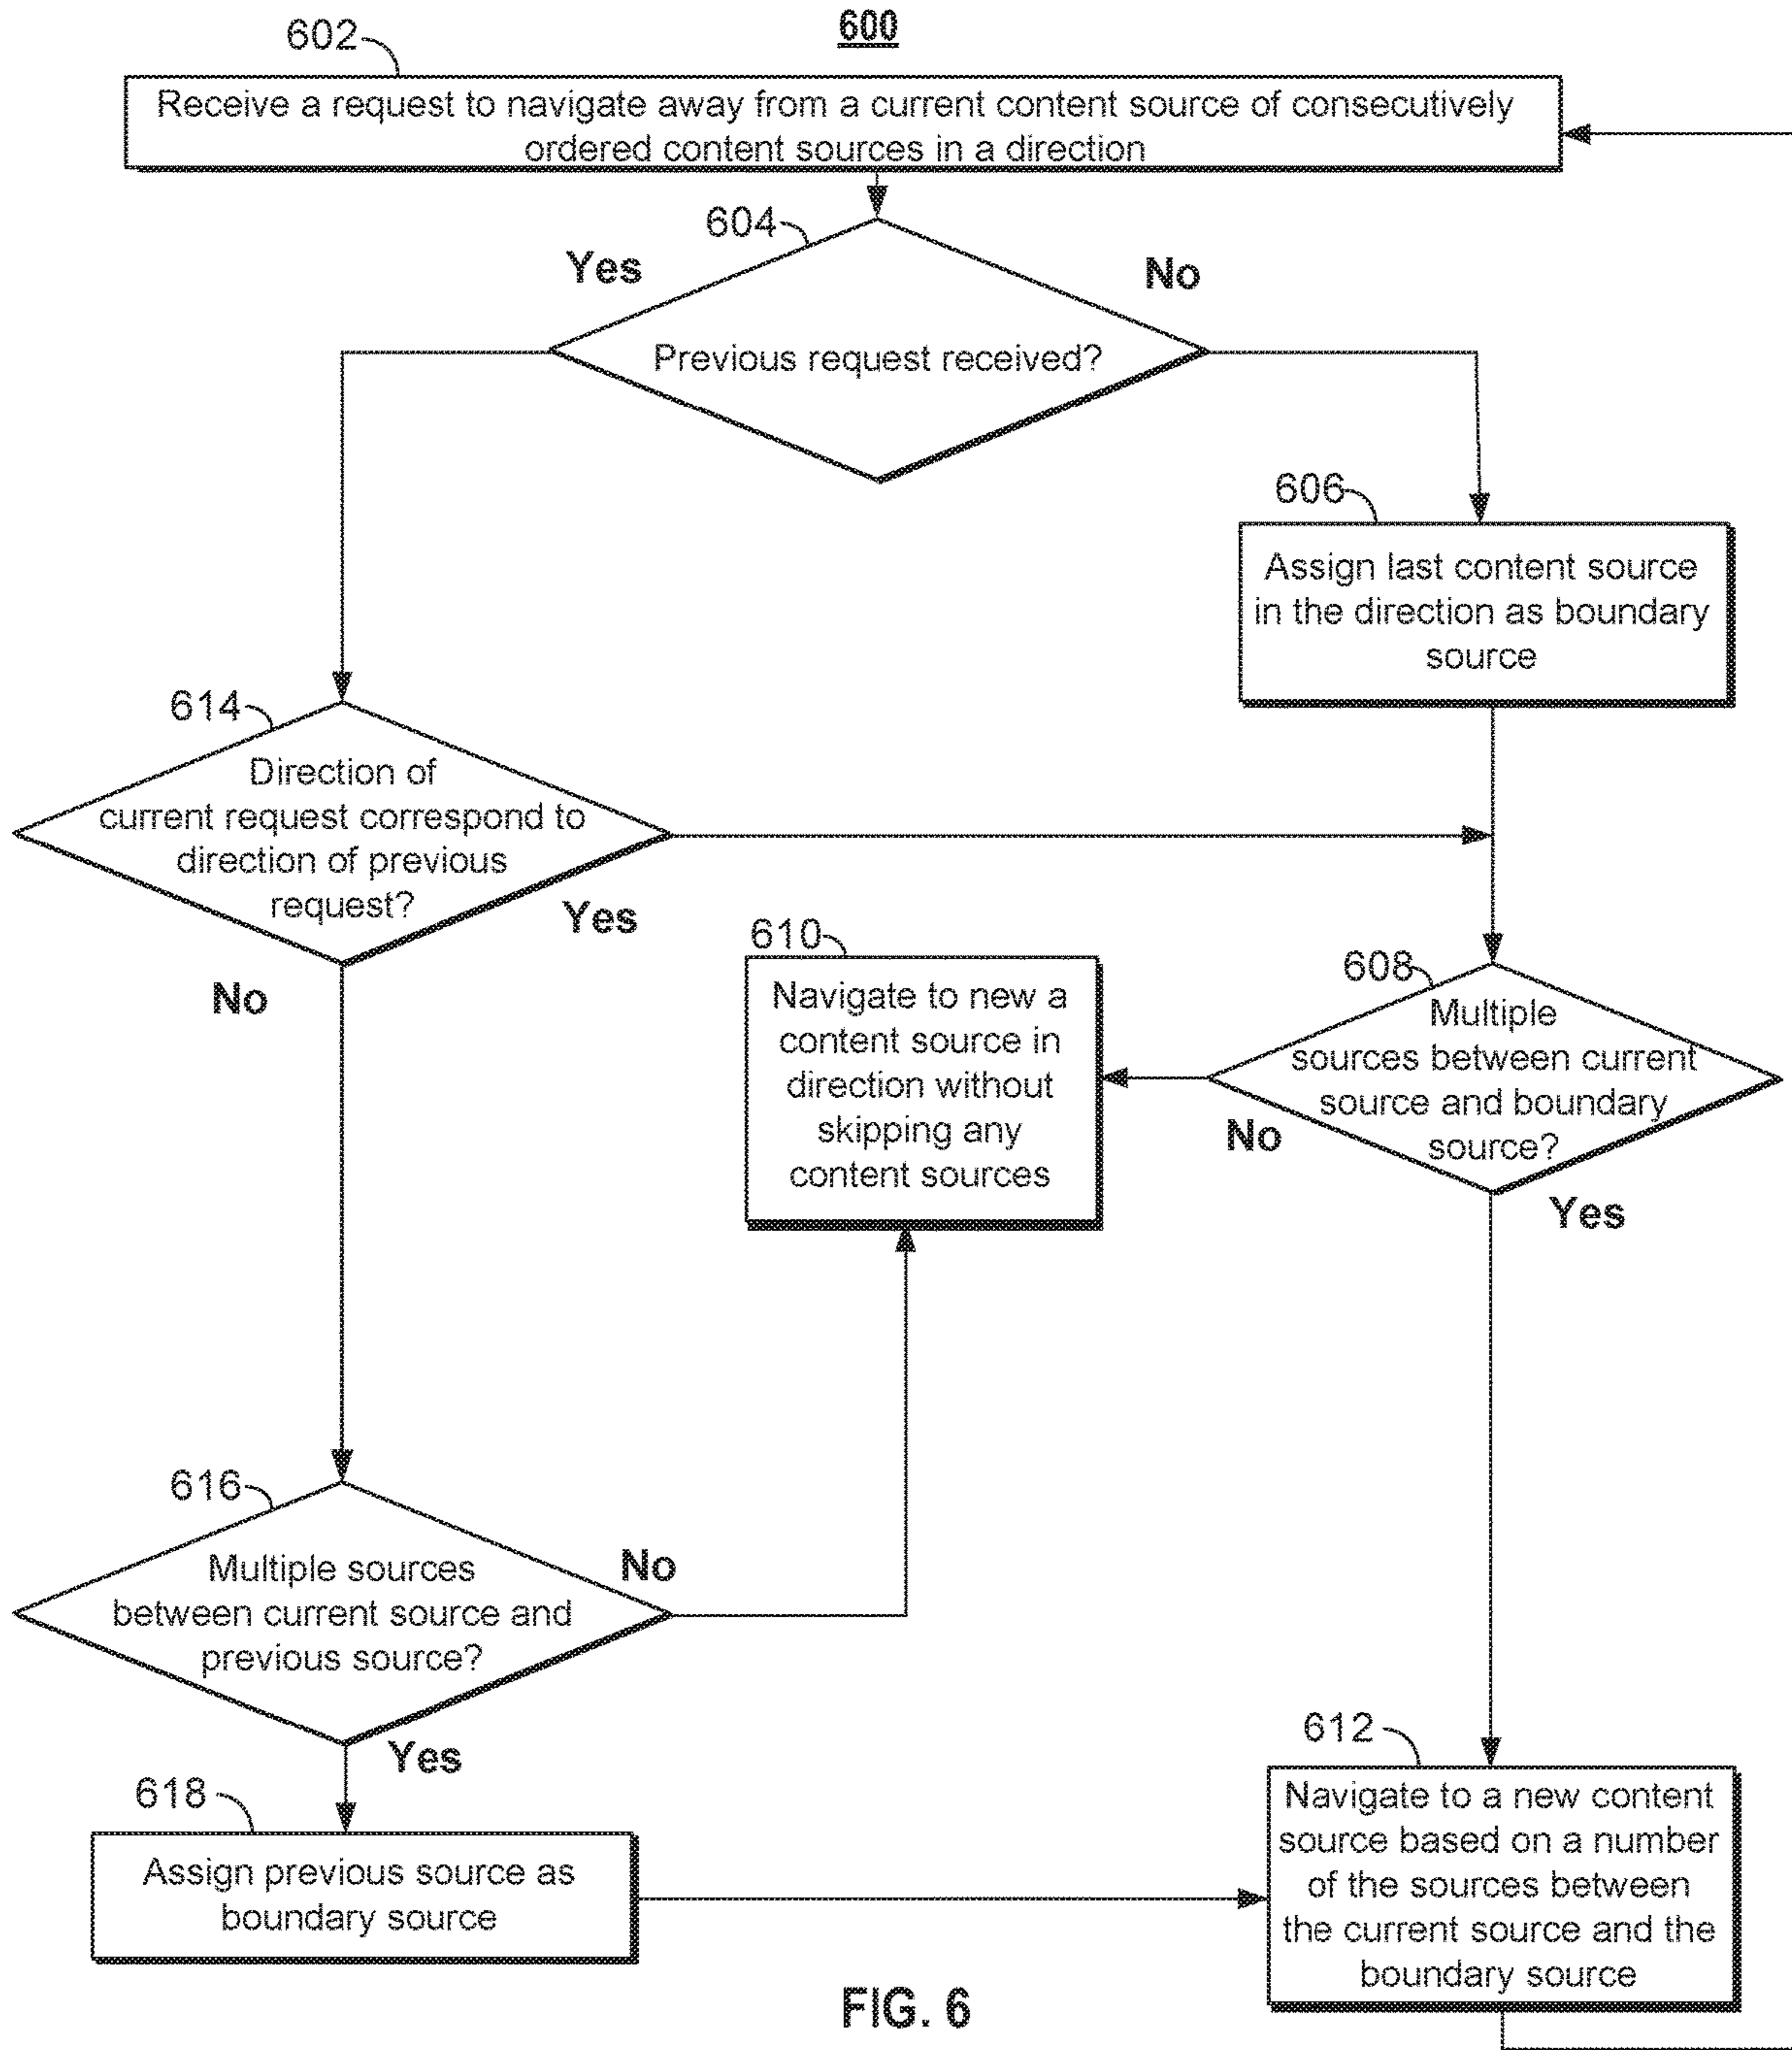 600
602
Receive a request to navigate away from a current content source of consecutively
ordered content sources in a direction
604
Yes
No
Previous request received?
606
Assign last content source
in the direction as boundary
source
614
Direction of
current request correspond to
direction of previous
request?
Yes
No
610
Navigate to new a
content source in
direction without
skipping any
content sources
608
Multiple
sources between current
source and boundary
source?
No
Yes
616
Multiple sources
between current source and
previous source?
No
Yes
618
Assign previous source as
boundary source
612
Navigate to a new content
source based on a number
of the sources between
the current source and the
boundary source
FIG. 6